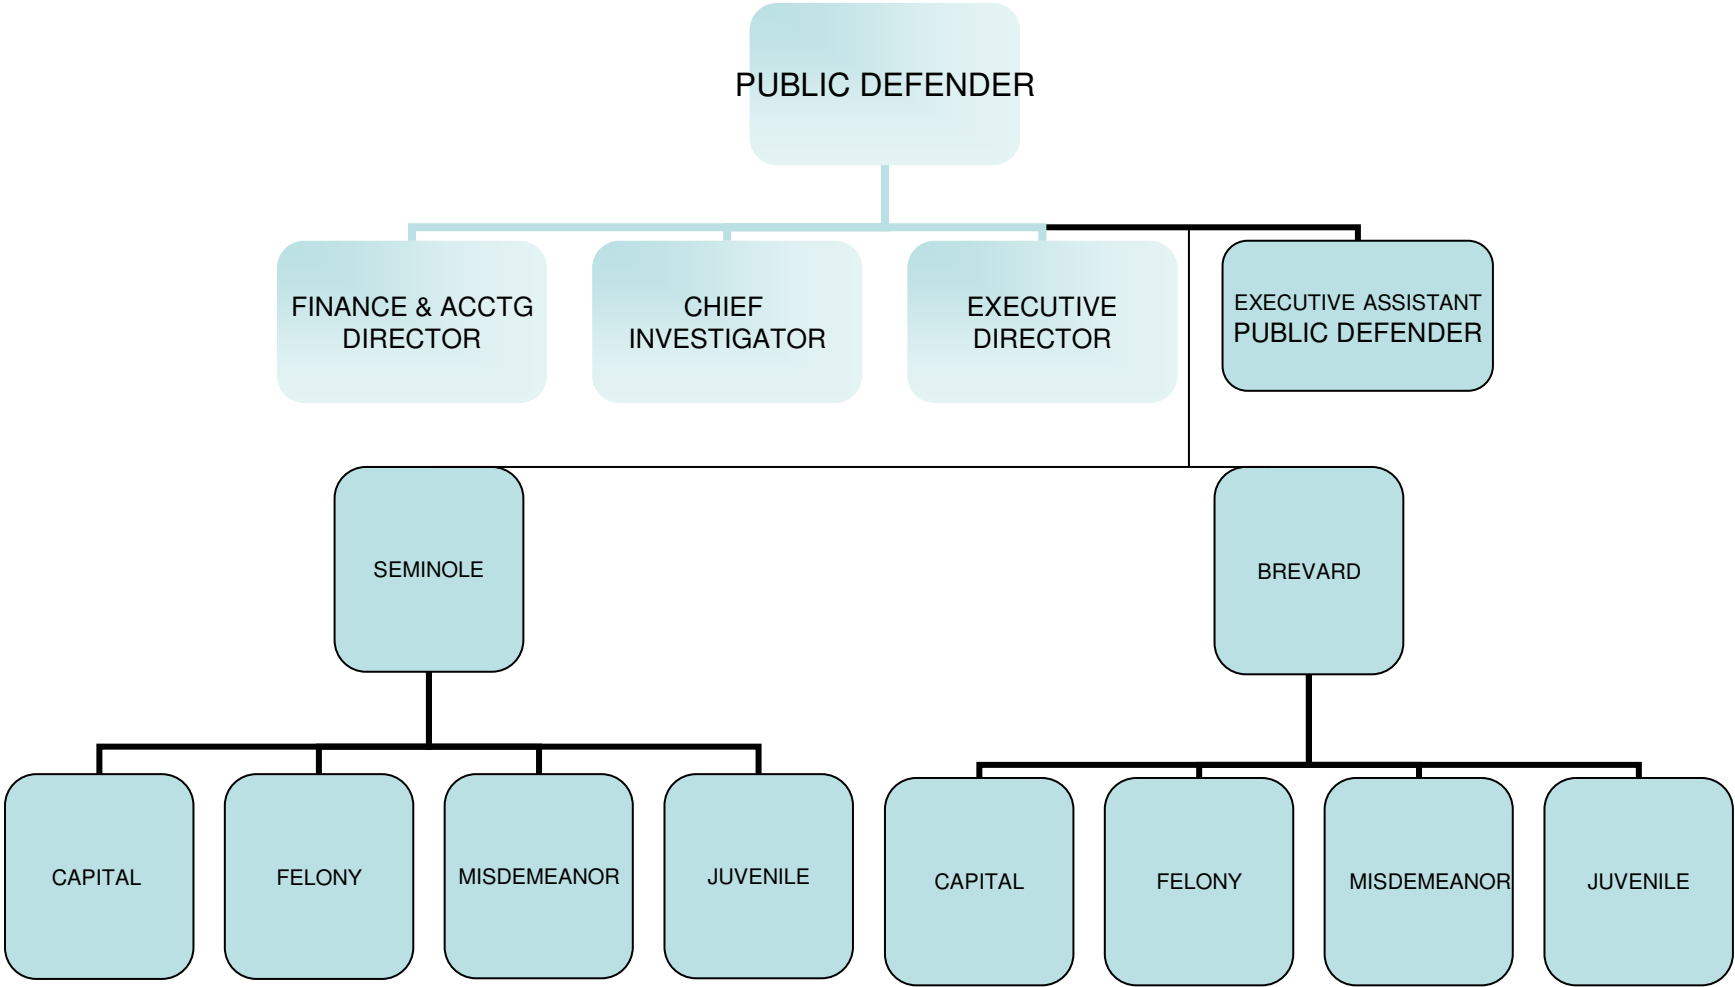 PUBLIC DEFENDER
FINANCE & ACCTG
DIRECTOR
CHIEF
INVESTIGATOR
EXECUTIVE
DIRECTOR
EXECUTIVE ASSISTANT
PUBLIC DEFENDER
SEMINOLE
BREVARD
CAPITAL
FELONY
MISDEMEANOR
JUVENILE
CAPITAL
FELONY
MISDEMEANOR
JUVENILE